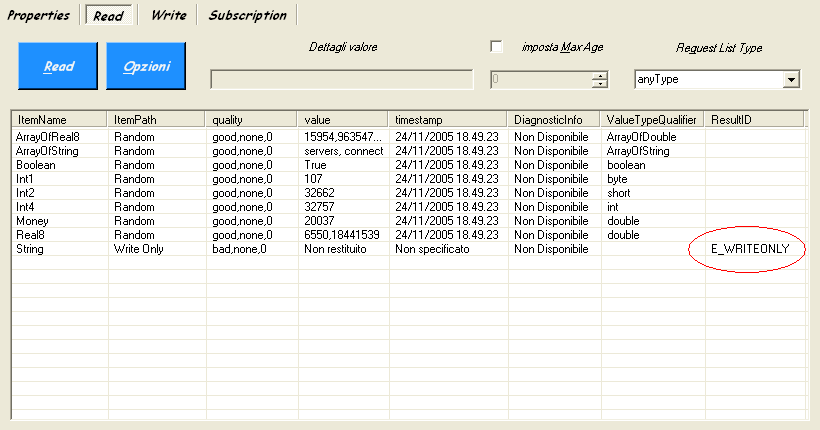 Properties Read Write Subscription
Dettagli valore imposta Max Age Reguest List Type
Read Opzioni 0 anyType
ItemName ItemPath quality value timestamp DiagnosticInfo ValueTypeQualifier ResultID
ArrayOfReal8 Random good,none,0 15954,963547... 24/11/2005 18.49.23 Non Disponibile ArrayOfDouble
ArrayOfString Random good,none,0 servers, connect 24/11/2005 18.49.23 Non Disponibile ArrayOfString
Boolean Random good,none,0 True 24/11/2005 18.49.23 Non Disponibile boolean
Int1 Random good,none,0 107 24/11/2005 18.49.23 Non Disponibile byte
Int2 Random good,none,0 32662 24/11/2005 18.49.23 Non Disponibile short
Int4 Random good,none,0 32757 24/11/2005 18.49.23 Non Disponibile int
Money Random good,none,0 20037 24/11/2005 18.49.23 Non Disponibile double
Real8 Random good,none,0 6550,18441539 24/11/2005 18.49.23 Non Disponibile double
String Write Only bad,none,0 Non restituito Non specificato Non Disponibile E_WRITEONLY